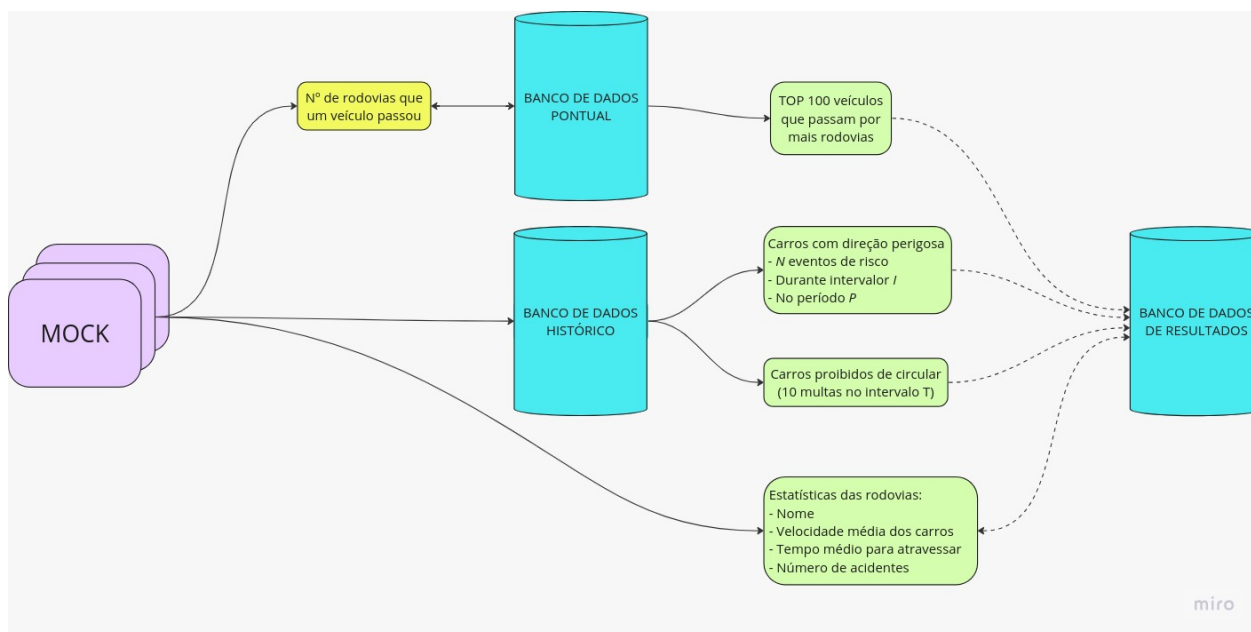 Nº de rodovias que
um veículo passou
BANCO DE DADOS
PONTUAL
TOP 100 veículos
que passam por
mais rodovias
MOCK
BANCO DE DADOS
HISTÓRICO
Carros com direção perigosa
- N eventos de risco
- Durante intervalor I
- No período P
Carros proibidos de circular
(10 multas no intervalo T)
BANCO DE DADOS
DE RESULTADOS
Estatísticas das rodovias:
- Nome
- Velocidade média dos carros
- Tempo médio para atravessar
- Número de acidentes
miro